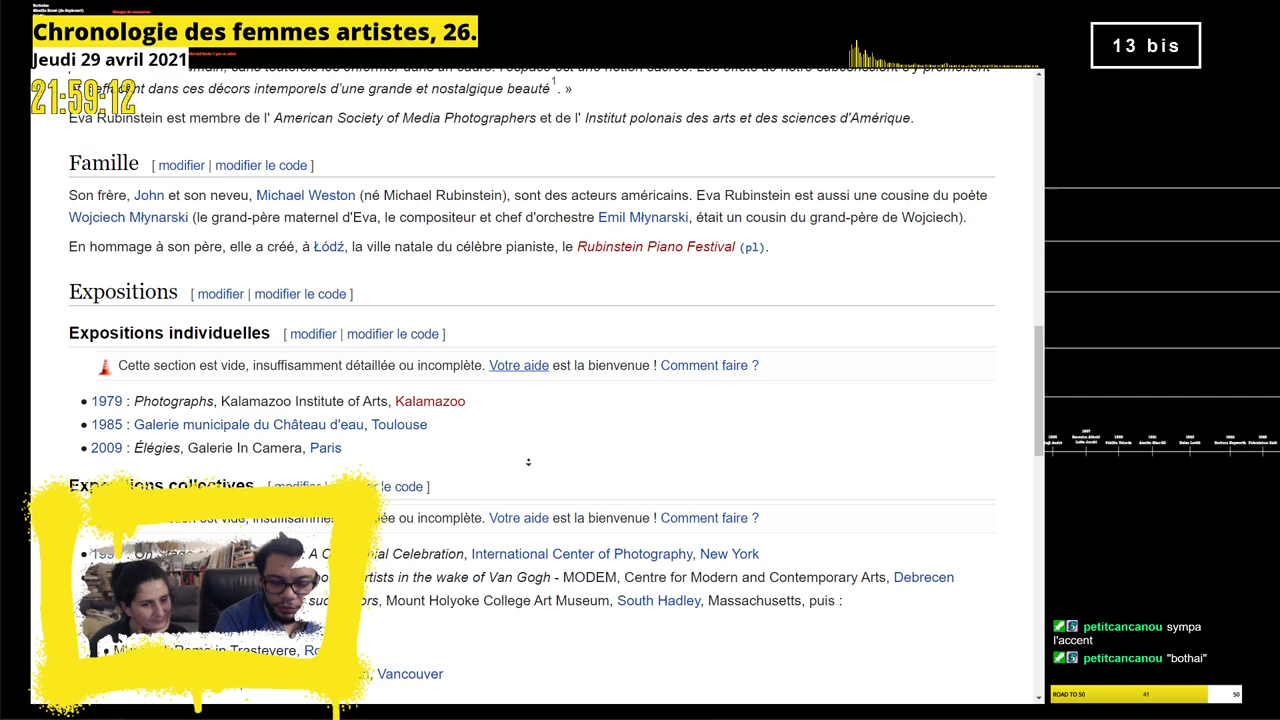 Chronologie des femmes artistes, 26.
Jeudi 29 avril 2021
21:59:12
13 bis
dans ces décors intemporels d'une grande et nostalgique beauté1. »
Eva Rubinstein est membre de l' American Society of Media Photographers et de l' Institut polonais des arts et des sciences d'Amérique.
Famille [ modifier | modifier le code ]
Son frère, John et son neveu, Michael Weston (né Michael Rubinstein), sont des acteurs américains. Eva Rubinstein est aussi une cousine du poète
Wojciech Młynarski (le grand-père maternel d'Eva, le compositeur et chef d'orchestre Emil Młynarski, était un cousin du grand-père de Wojciech).
En hommage à son père, elle a créé, à Łódź, la ville natale du célèbre pianiste, le Rubinstein Piano Festival (pl).
Expositions [ modifier | modifier le code ]
Expositions individuelles [ modifier | modifier le code ]
Cette section est vide, insuffisamment détaillée ou incomplète. Votre aide est la bienvenue ! Comment faire ?
• 1979 : Photographs, Kalamazoo Institute of Arts, Kalamazoo
• 1985 : Galerie municipale du Château d'eau, Toulouse
• 2009 : Élégies, Galerie In Camera, Paris
Expositions collectives le code ]
ou incomplète. Votre aide est la bienvenue ! Comment faire ?
A Centennial Celebration, International Center of Photography, New York
artists in the wake of Van Gogh - MODEM, Centre for Modern and Contemporary Arts, Debrecen
Mount Holyoke College Art Museum, South Hadley, Massachusetts, puis :
Roma in Trastevere,
Vancouver
petitcancanou sympa
l'accent
petitcancanou "bothai"
ROAD TO 50 41 50